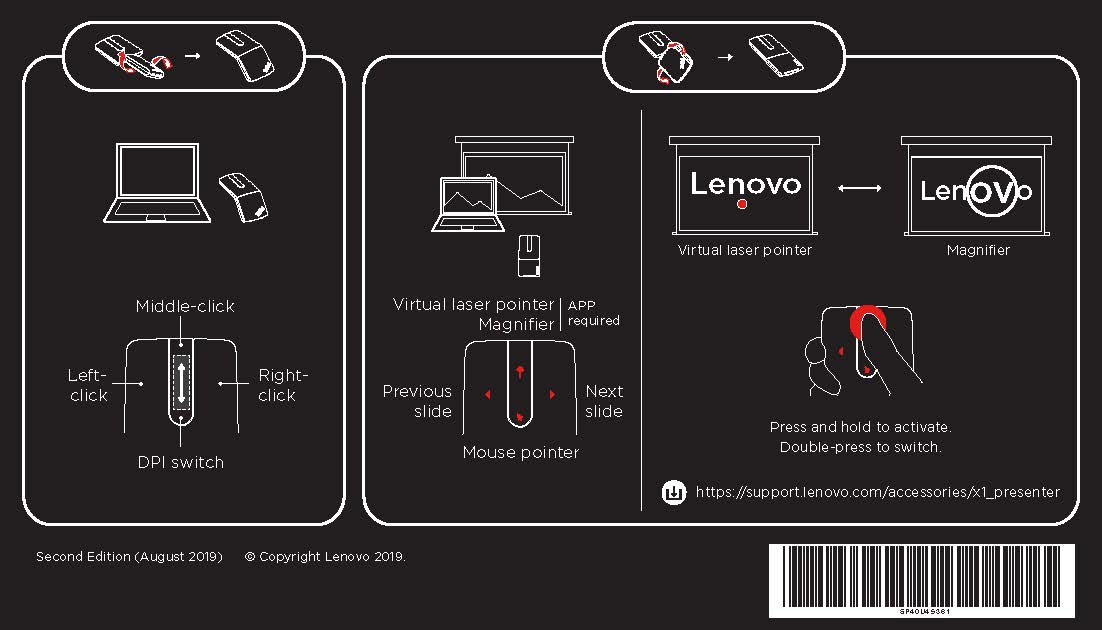 Middle-click
Left-
click
Right-
click
DPI switch
Virtual laser pointer
Magnifier
APP
required
Previous
slide
Next
slide
Mouse pointer
Lenovo
Virtual laser pointer
Lenovo
Magnifier
Press and hold to activate.
Double-press to switch.
https://support.lenovo.com/accessories/x1_presenter
Second Edition (August 2019) © Copyright Lenovo 2019.
SP40U49361